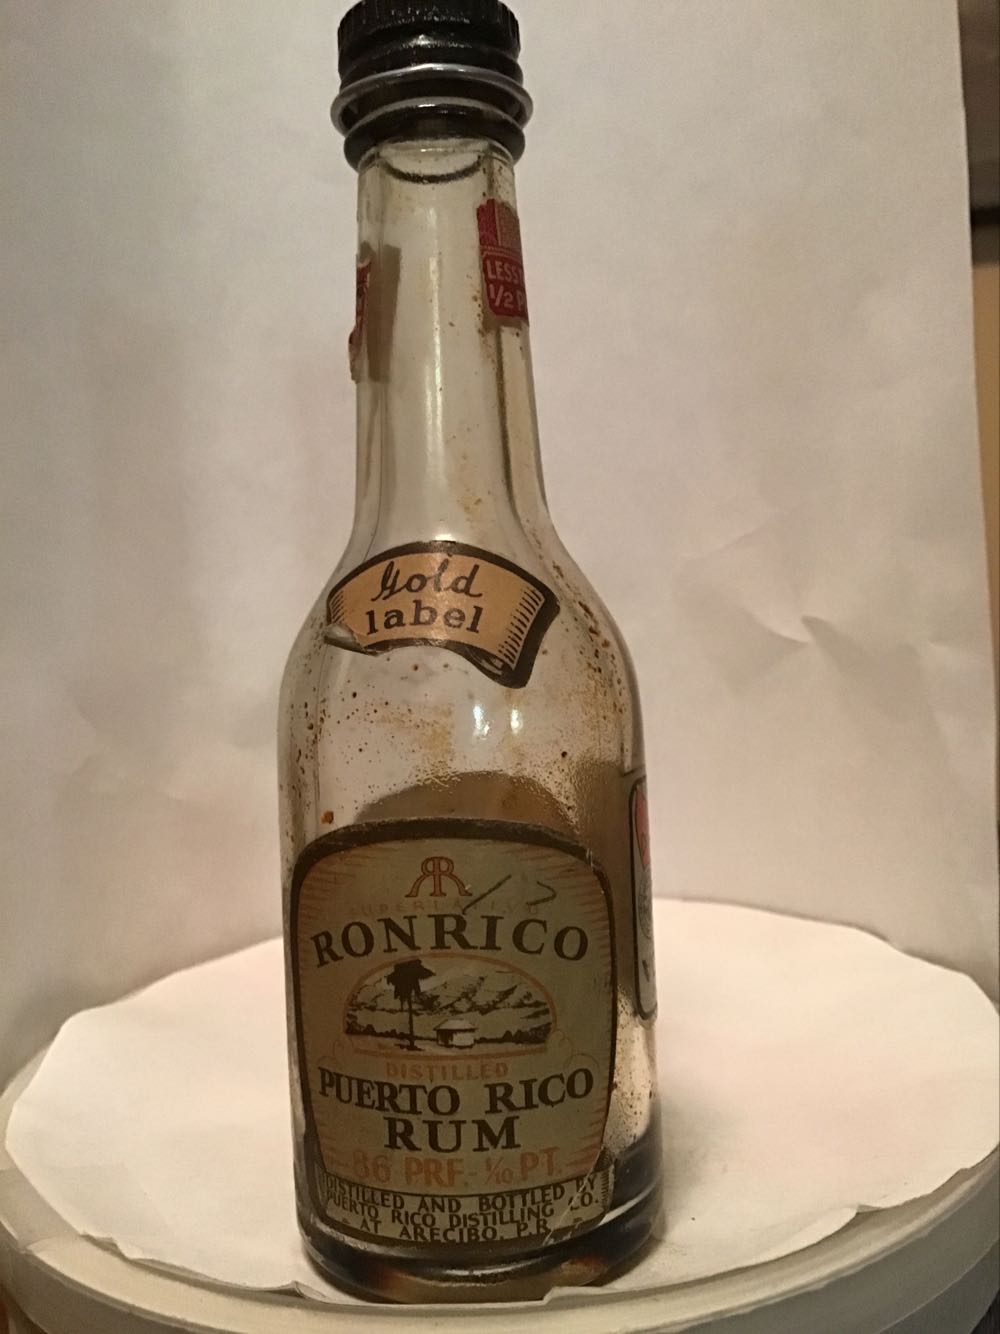 LESS
1/2 P
Gold
label
RR
SUPERLATIVO
RONRICO
DISTILLED
PUERTO RICO
RUM
86 PRF. 1/10 PT.
DISTILLED AND BOTTLED BY
PUERTO RICO DISTILLING CO.
AT ARECIBO, P.R.